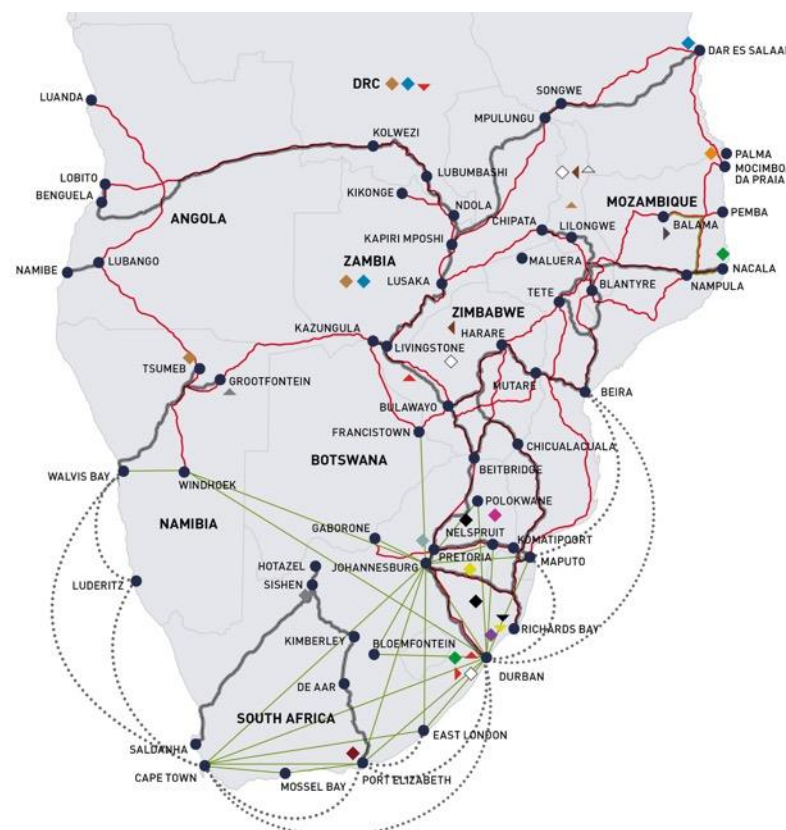 DAR ES SALAA
DRC
SONGWE
LUANDA
MPULUNGU
KOLWEZI
PALMA
MOCIMBO
DA PRAIA
LUBUMBASHI
LOBITO
KIKONGE
BENGUELA
MOZAMBIQUE
NDOLA
PEMBA
ANGOLA
CHIPATA
LILONGWE
BALAMA
KAPIRI MPOSHI
ZAMBIA
MALUERA
NAMIBE
LUBANGO
NACALA
LUSAKA
BLANTYRE
NAMPULA
TETE
ZIMBABWE
KAZUNGULA
HARARE
LIVINGSTONE
TSUMEB
GROOTFONTEIN
MUTARE
BEIRA
BULAWAYO
FRANCISTOWN
CHICUALACUALA
BOTSWANA
BEITBRIDGE
WALVIS BAY
WINDHOEK
POLOKWANE
NAMIBIA
GABORONE
NELSPRUIT
KOMATIPOORT
PRETORIA
HOTAZEL
JOHANNESBURG
MAPUTO
LUDERITZ
SISHEN
RICHARDS BAY
KIMBERLEY
BLOEMFONTEIN
DURBAN
DE AAR
SOUTH AFRICA
EAST LONDON
SALDANHA
CAPE TOWN
PORT ELIZABETH
MOSSEL BAY